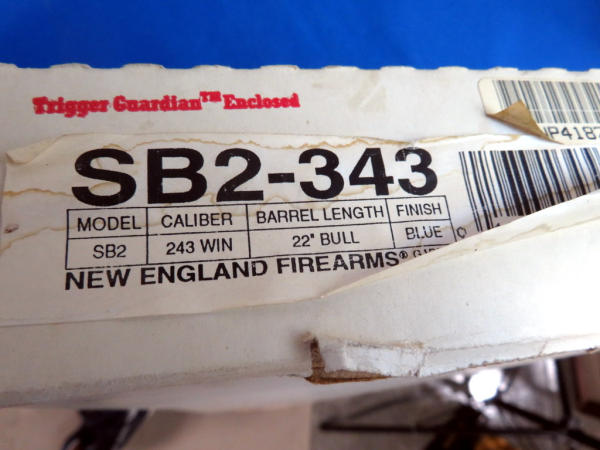 Trigger Guardian™ Enclosed
SB2-343
MODEL CALIBER BARREL LENGTH FINISH
SB2 243 WIN 22" BULL BLUE
NEW ENGLAND FIREARMS®